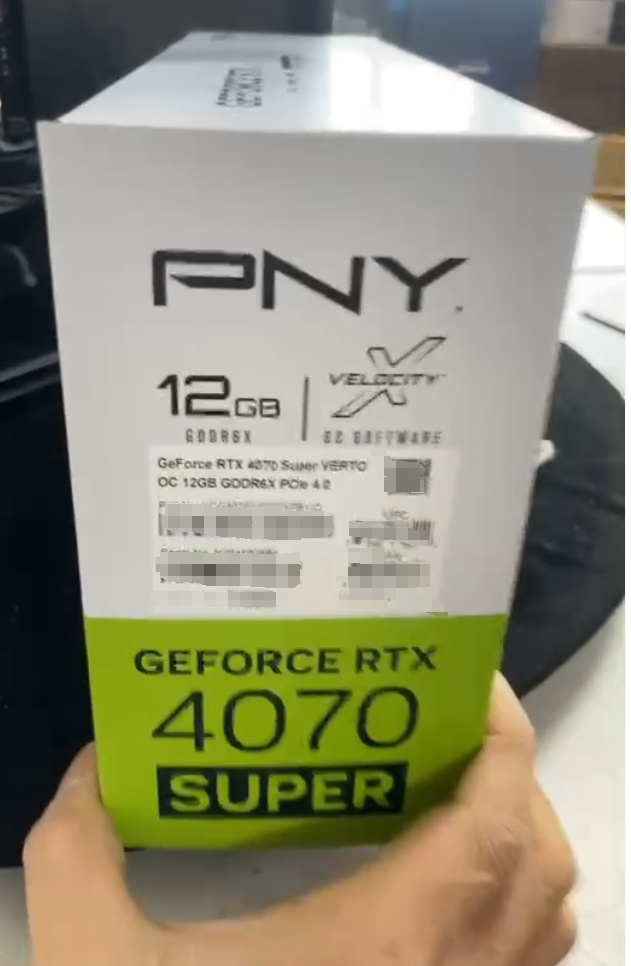 PNY.
12GB
GDDR6X
VELOCITY X
OC SOFTWARE
GeForce RTX 4070 Super VERTO
OC 12GB GDDR6X PCIe 4.0
UPC
GEFORCE RTX
4070
SUPER